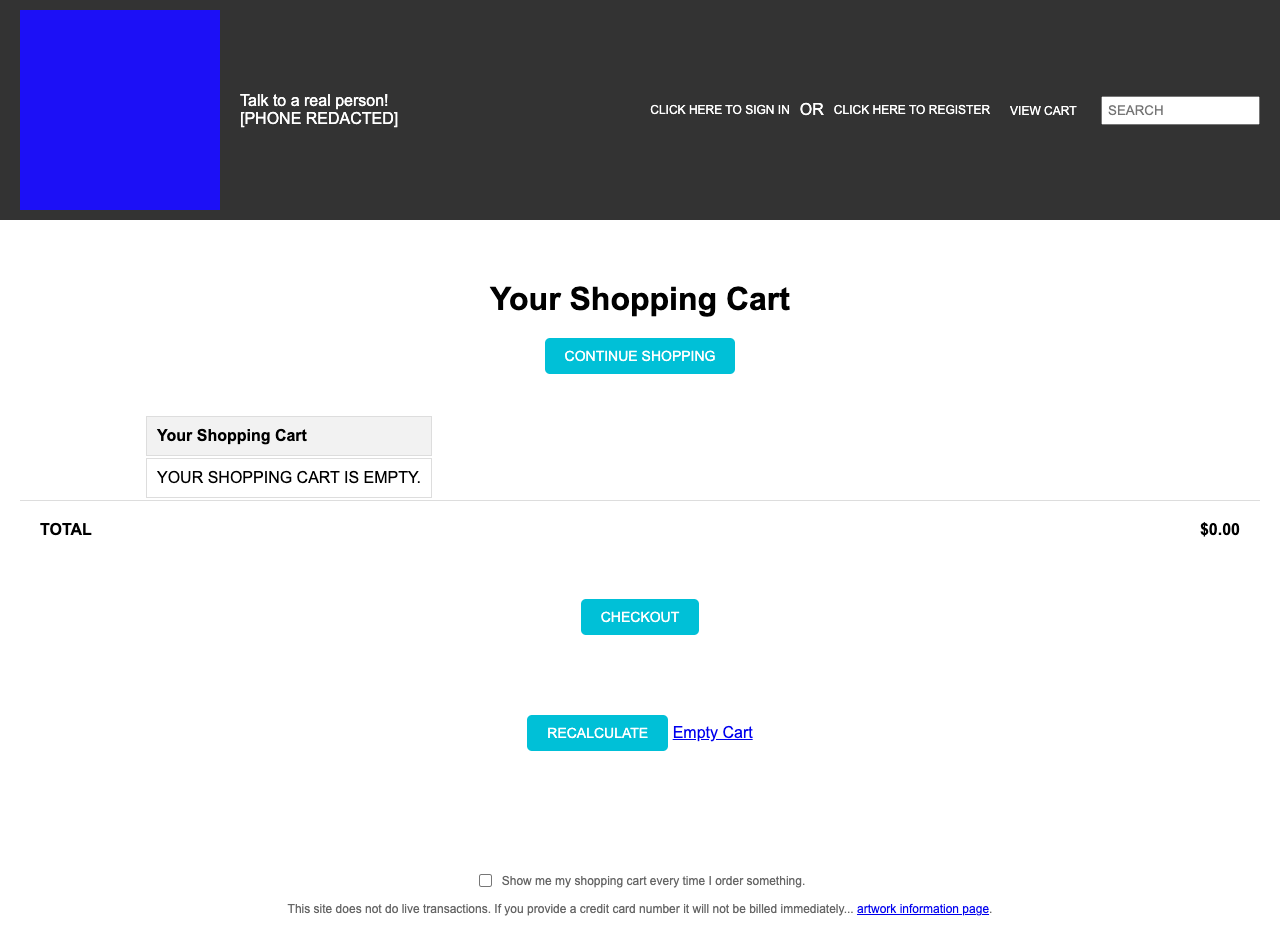 Talk to a real person!
[PHONE REDACTED]
CLICK HERE TO SIGN IN OR CLICK HERE TO REGISTER VIEW CART SEARCH
Your Shopping Cart
CONTINUE SHOPPING
Your Shopping Cart
YOUR SHOPPING CART IS EMPTY.
TOTAL $0.00
CHECKOUT
RECALCULATE Empty Cart
Show me my shopping cart every time I order something.
This site does not do live transactions. If you provide a credit card number it will not be billed immediately... artwork information page.